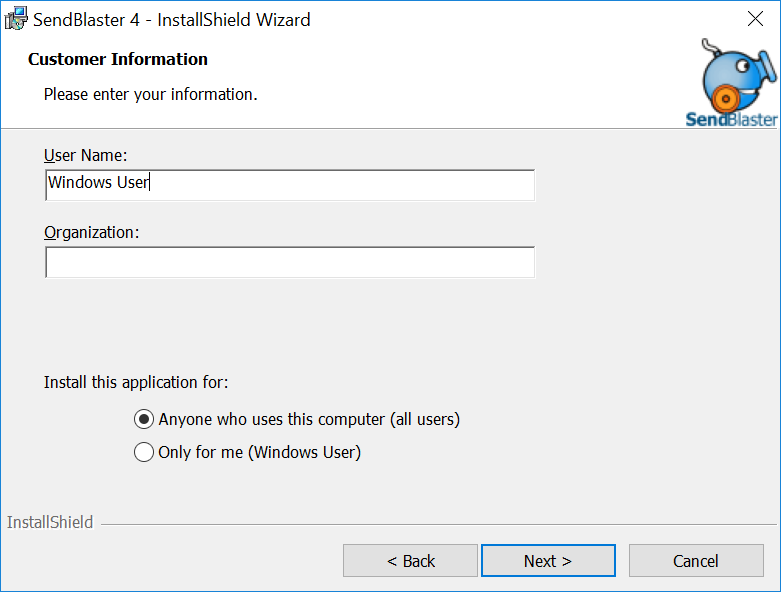 SendBlaster 4 - InstallShield Wizard
Customer Information
Please enter your information.
SendBlaster
User Name:
Windows User
Organization:
Install this application for:
Anyone who uses this computer (all users)
Only for me (Windows User)
InstallShield
< Back
Next >
Cancel